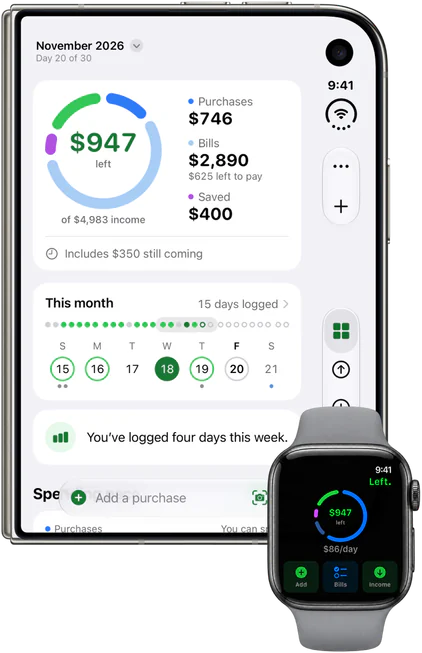 November 2026
Day 20 of 30
9:41
$947
left
of $4,983 income
Purchases
$746
Bills
$2,890
$625 left to pay
Saved
$400
Includes $350 still coming
This month
15 days logged
S M T W T F S
15 16 17 18 19 20 21
You’ve logged four days this week.
Add a purchase
Purchases
9:41
Left.
$947
left
$86/day
Add
Bills
Income